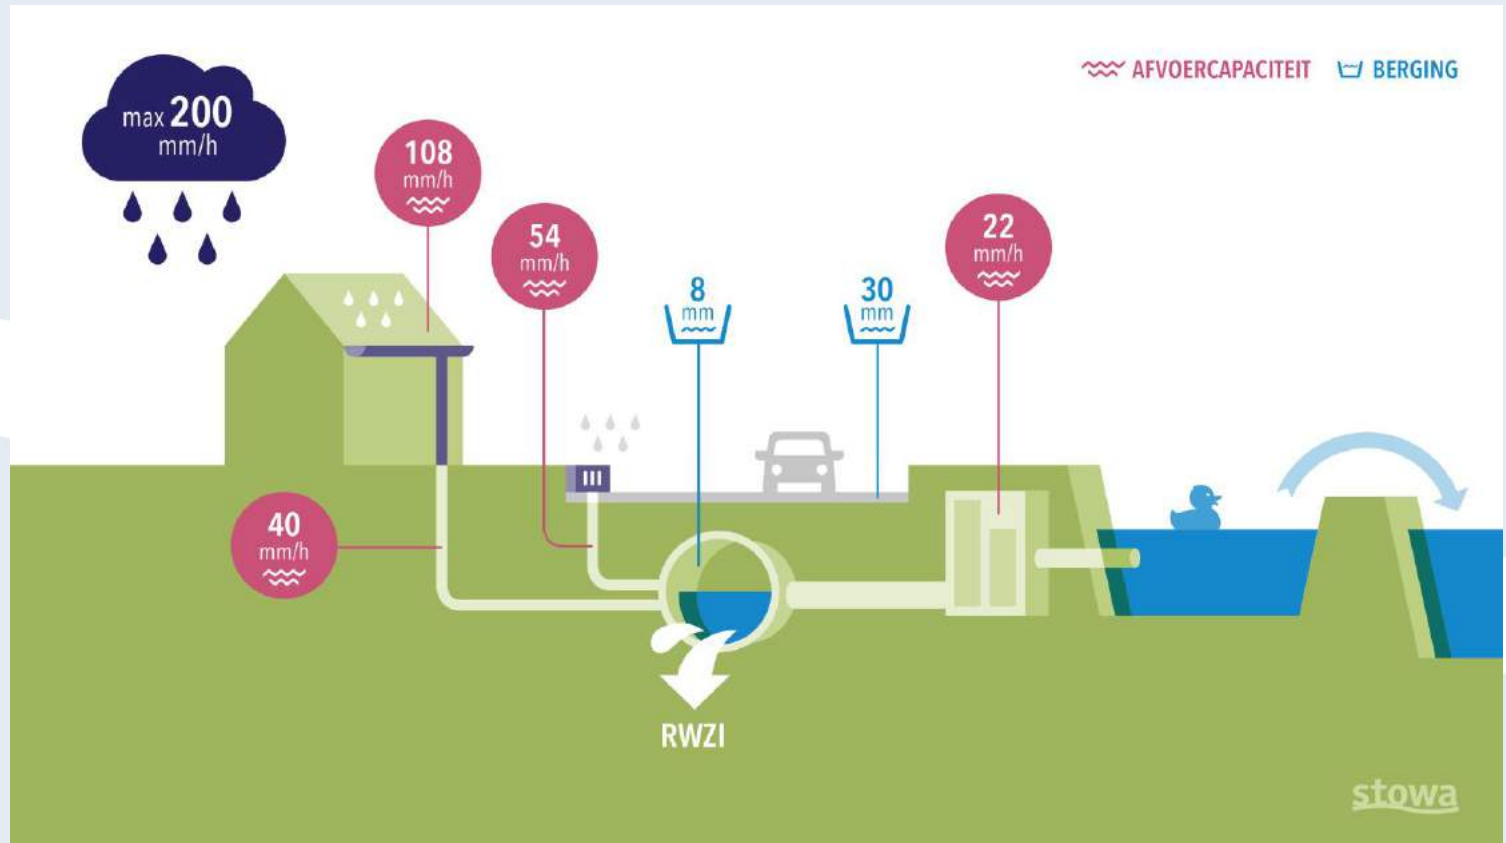 AFVOERCAPACITEIT
BERGING
max 200
mm/h
108
mm/h
54
mm/h
22
mm/h
8
mm
30
mm
40
mm/h
RWZI
stowa